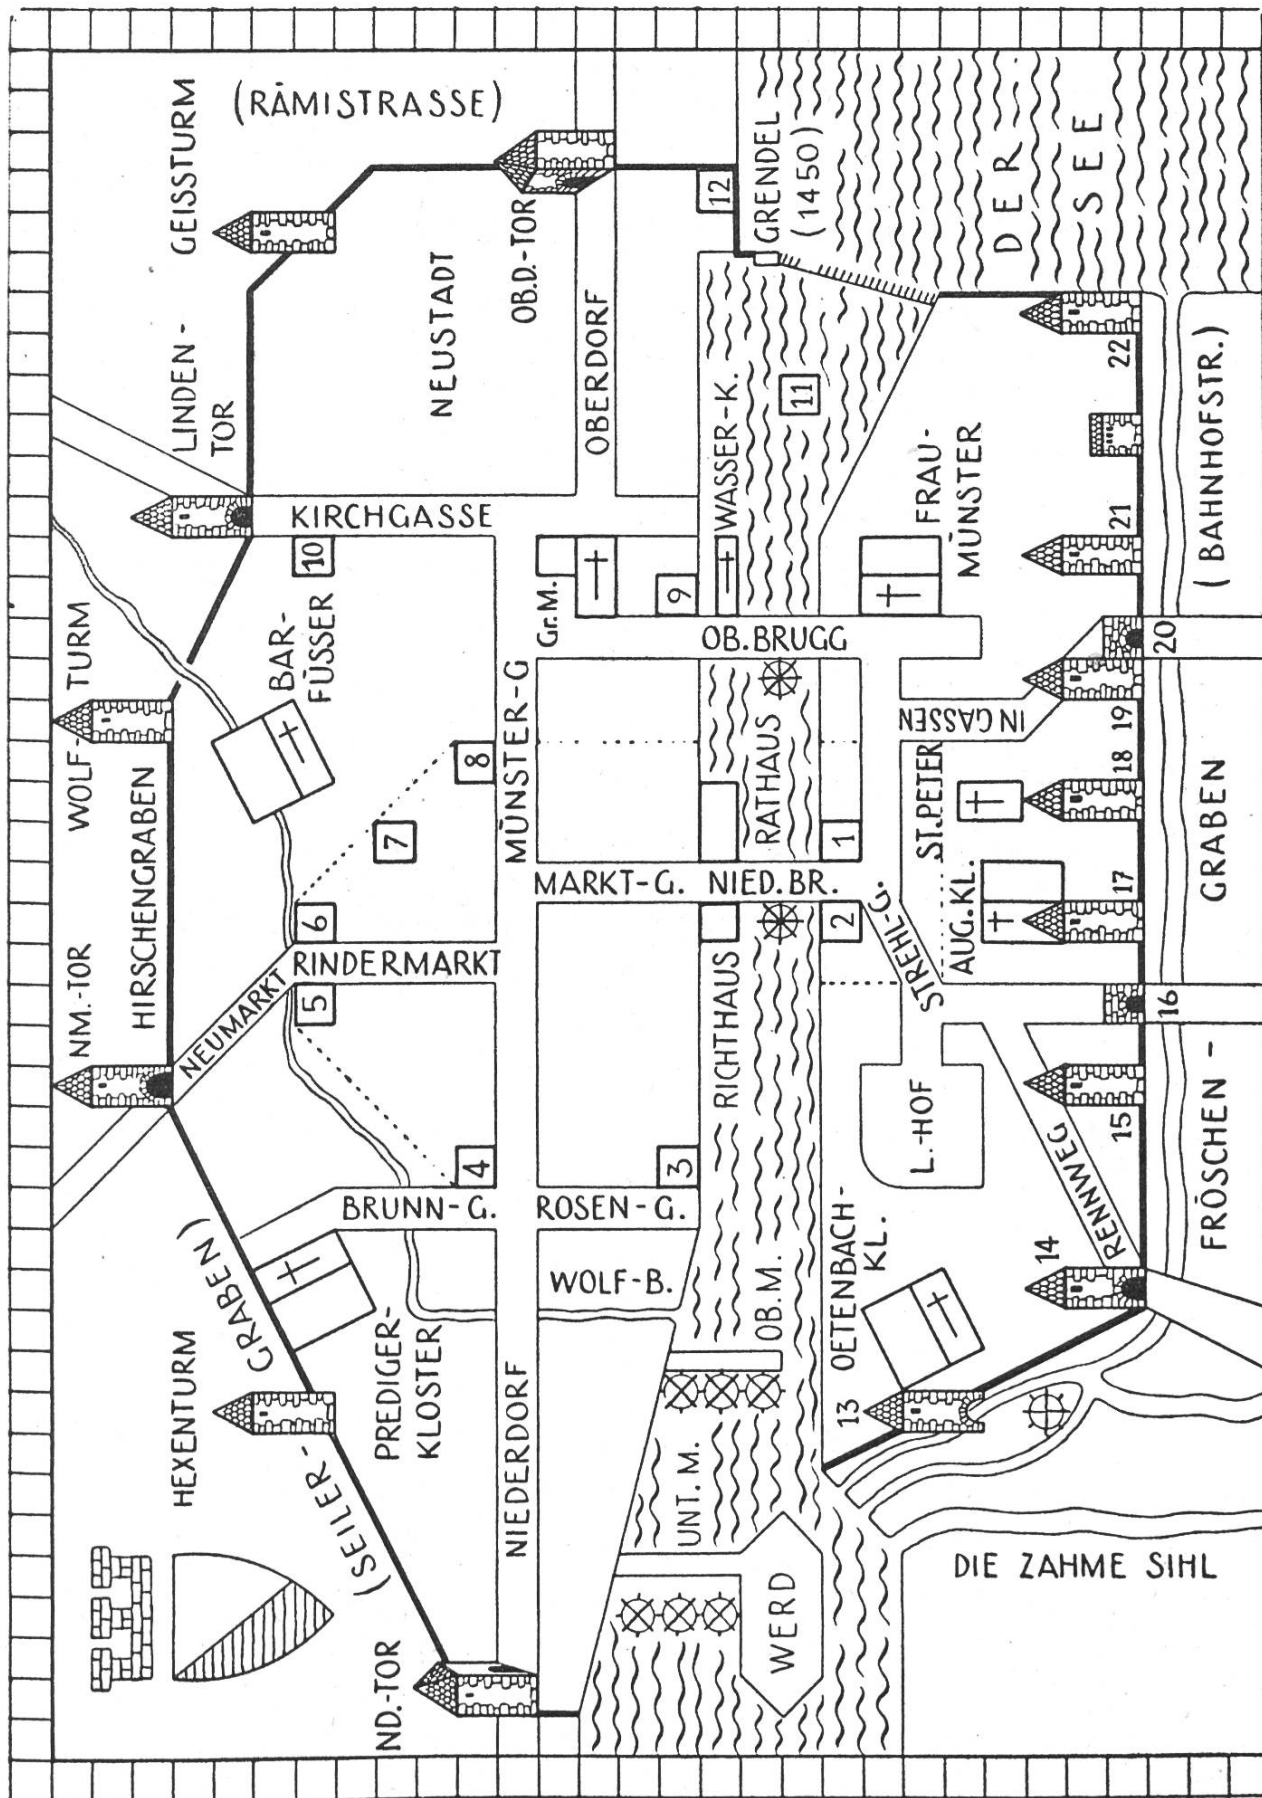 NM.-TOR
WOLF- TURM
HIRSCHENGRABEN
HEXENTURM
LINDEN-
TOR
GEISSTURM
(RÄMISTRASSE)
(SEILER- GRABEN)
NEUMARKT
BAR-
FÜSSER
10
KIRCHGASSE
5
RINDERMARKT
6
ND.-TOR
PREDIGER-
KLOSTER
BRUNN-G.
4
7
8
NEUSTADT
NIEDERDORF
MÜNSTER-G
OB.D.-TOR
WOLF-B.
ROSEN-G.
3
MARKT-G.
Gr.M.
9
OBERDORF
12
UNT. M.
OB.M.
RICHTHAUS
NIED.BR.
RATHAUS
OB.BRUGG
WASSER-K.
11
GRENDEL
(1450)
WERD
OETENBACH-
KL.
2
1
STREHL-G.
L.-HOF
ST.PETER
IN GASSEN
AUG.KL.
FRAU-
MÜNSTER
DER
SEE
DIE ZAHME SIHL
13
14
RENNWEG
15
16
17
18
19
20
21
22
FRÖSCHEN -
GRABEN
(BAHNHOFSTR.)